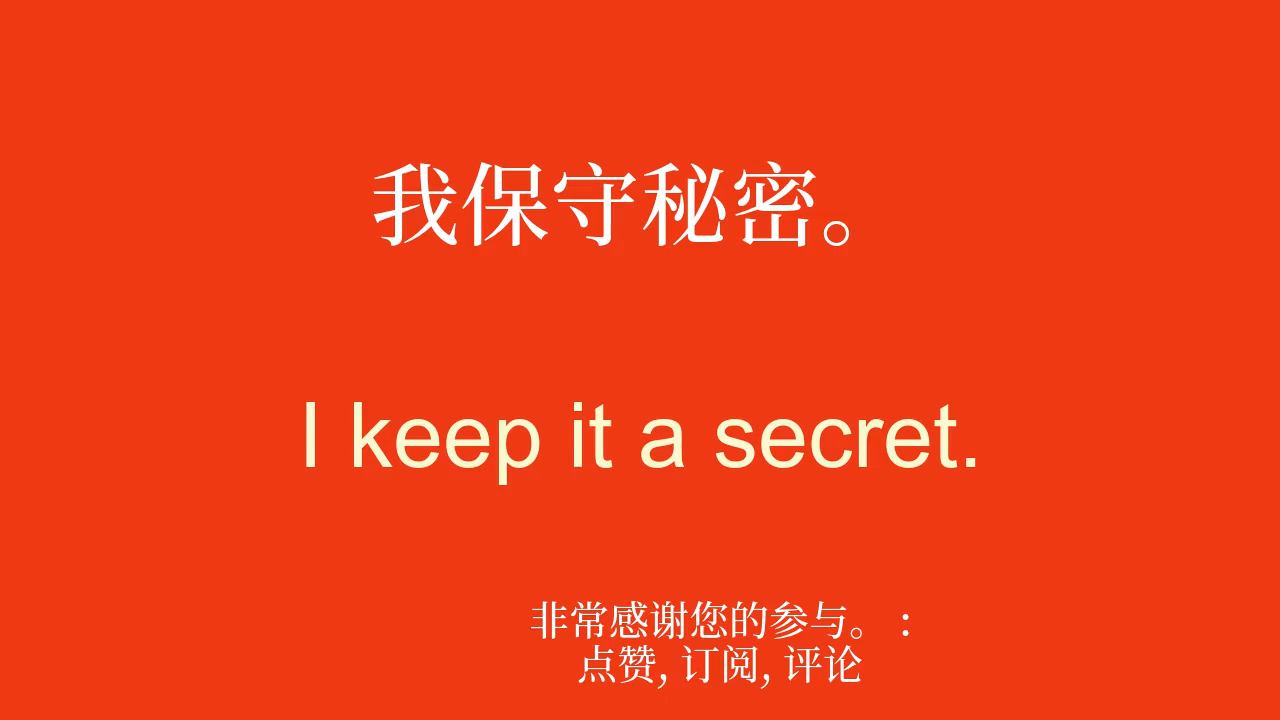 我保守秘密。
I keep it a secret.
非常感谢您的参与。 :
点赞, 订阅, 评论